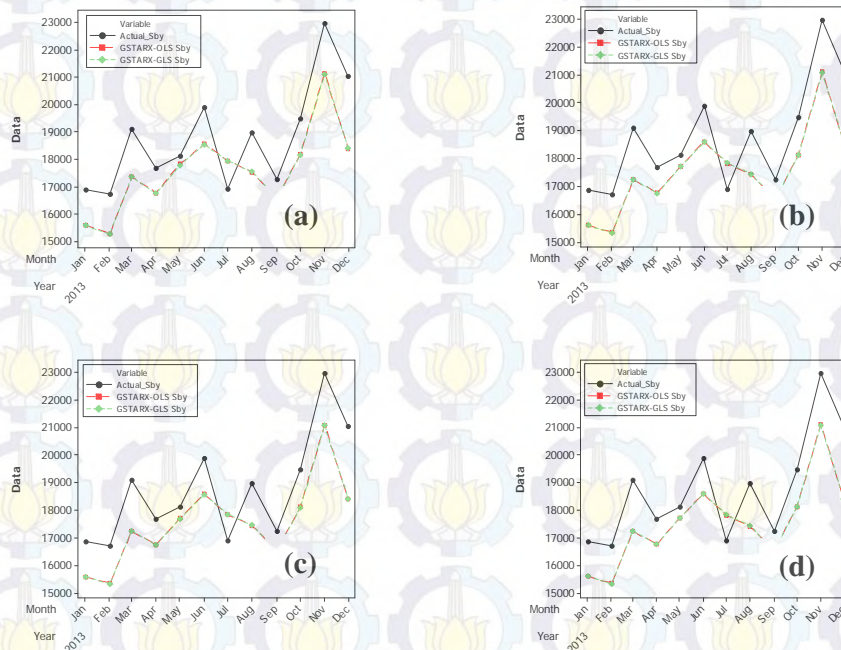 Variable
Actual_Sby
GSTARX-OLS Sby
GSTARX-GLS Sby
23000
22000
21000
20000
19000
18000
17000
16000
15000
Data
(a)
Month Jan Feb Mar Apr May Jun Jul Aug Sep Oct Nov Dec
Year 2013
Variable
Actual_Sby
GSTARX-OLS Sby
GSTARX-GLS Sby
23000
22000
21000
20000
19000
18000
17000
16000
15000
Data
(b)
Month Jan Feb Mar Apr May Jun Jul Aug Sep Oct Nov Dec
Year 2013
Variable
Actual_Sby
GSTARX-OLS Sby
GSTARX-GLS Sby
23000
22000
21000
20000
19000
18000
17000
16000
15000
Data
(c)
Month Jan Feb Mar Apr May Jun Jul Aug Sep Oct Nov Dec
Year 2013
Variable
Actual_Sby
GSTARX-OLS Sby
GSTARX-GLS Sby
23000
22000
21000
20000
19000
18000
17000
16000
15000
Data
(d)
Month Jan Feb Mar Apr May Jun Jul Aug Sep Oct Nov Dec
Year 2013